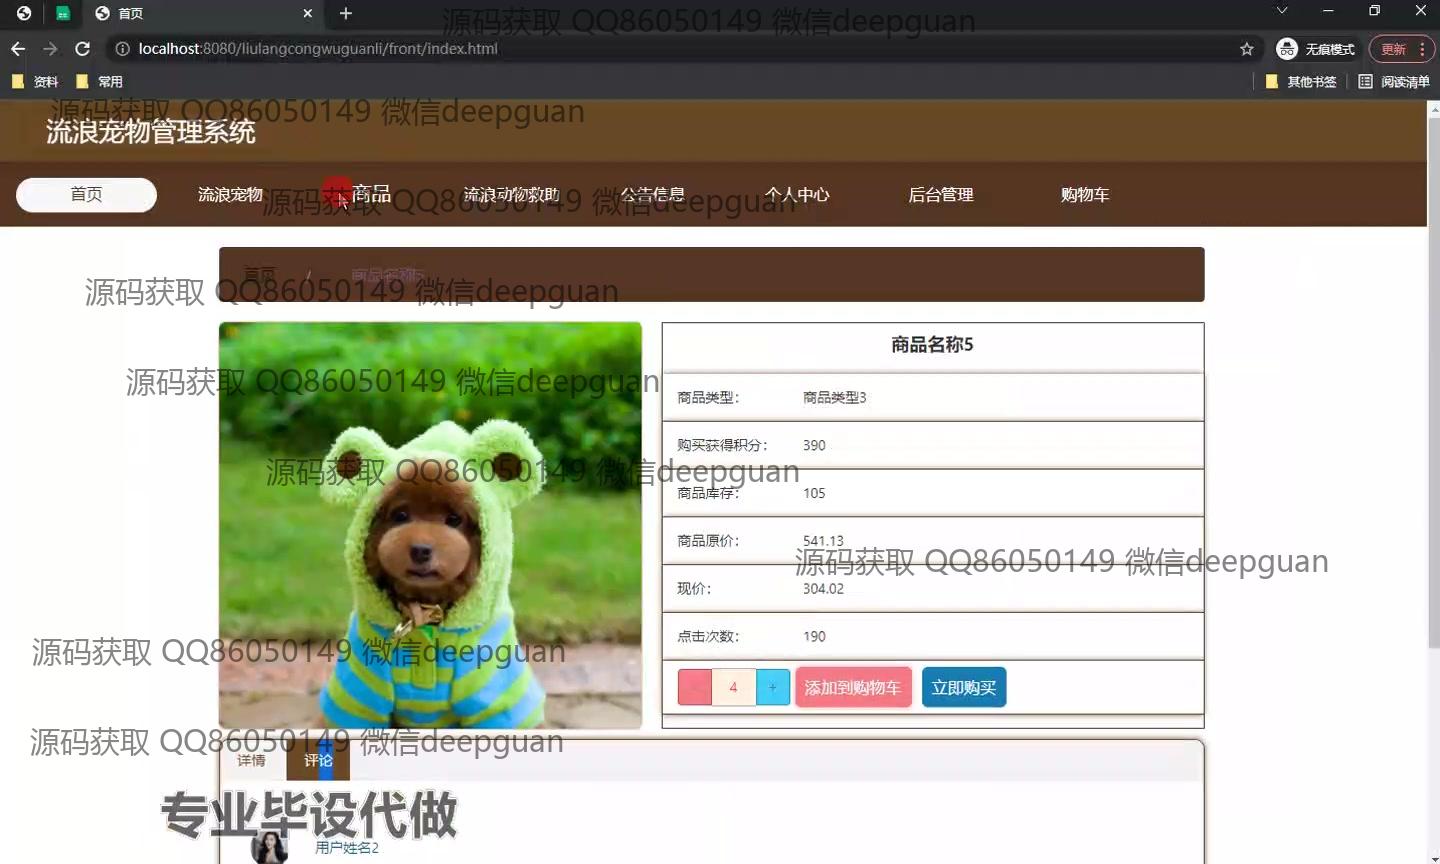 首页
源码获取 QQ86050149 微信deepguan
localhost:8080/liulangcongwuguanli/front/index.html
无痕模式
更新
资料
常用
其他书签
阅读清单
源码获取 QQ86050149 微信deepguan
流浪宠物管理系统
首页
流浪宠物
商品
流浪动物救助
公告信息
个人中心
后台管理
购物车
源码获取 QQ86050149 微信deepguan
首页 / 商品名称5
源码获取 QQ86050149 微信deepguan
商品名称5
源码获取 QQ86050149 微信deepguan
商品类型: 商品类型3
购买获得积分: 390
源码获取 QQ86050149 微信deepguan
商品库存: 105
商品原价: 541.13
源码获取 QQ86050149 微信deepguan
现价: 304.02
点击次数: 190
源码获取 QQ86050149 微信deepguan
- 4 + 添加到购物车 立即购买
源码获取 QQ86050149 微信deepguan
详情 评论
专业毕设代做
用户姓名2